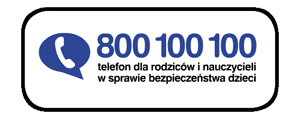 800 100 100
telefon dla rodziców i nauczycieli
w sprawie bezpieczeństwa dzieci